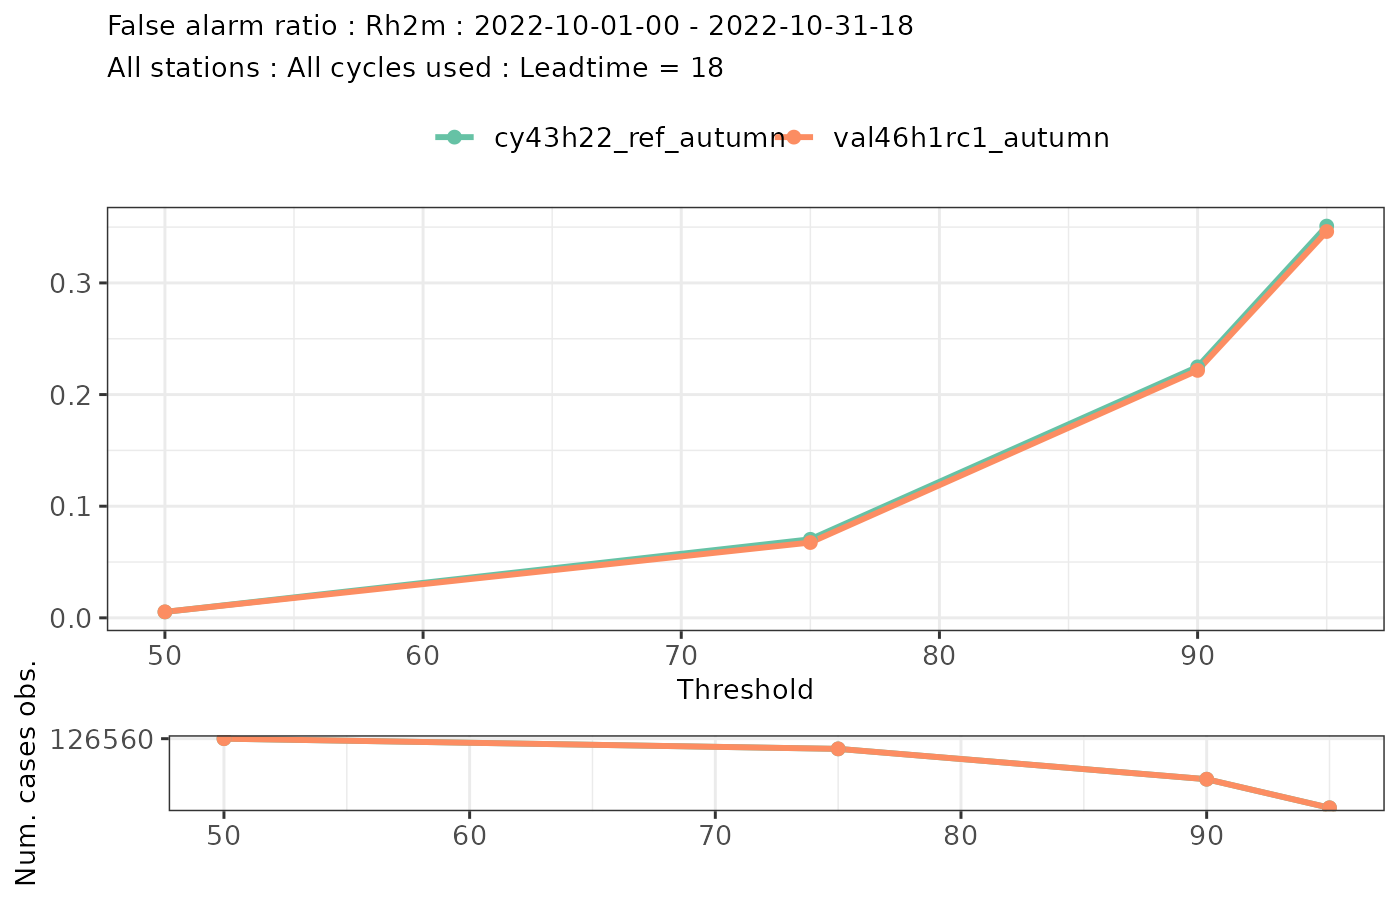 False alarm ratio : Rh2m : 2022-10-01-00 - 2022-10-31-18
All stations : All cycles used : Leadtime = 18
cy43h22_ref_autumn val46h1rc1_autumn
0.3
0.2
0.1
0.0
50 60 70 80 90
Threshold
Num. cases obs.
126560
50 60 70 80 90